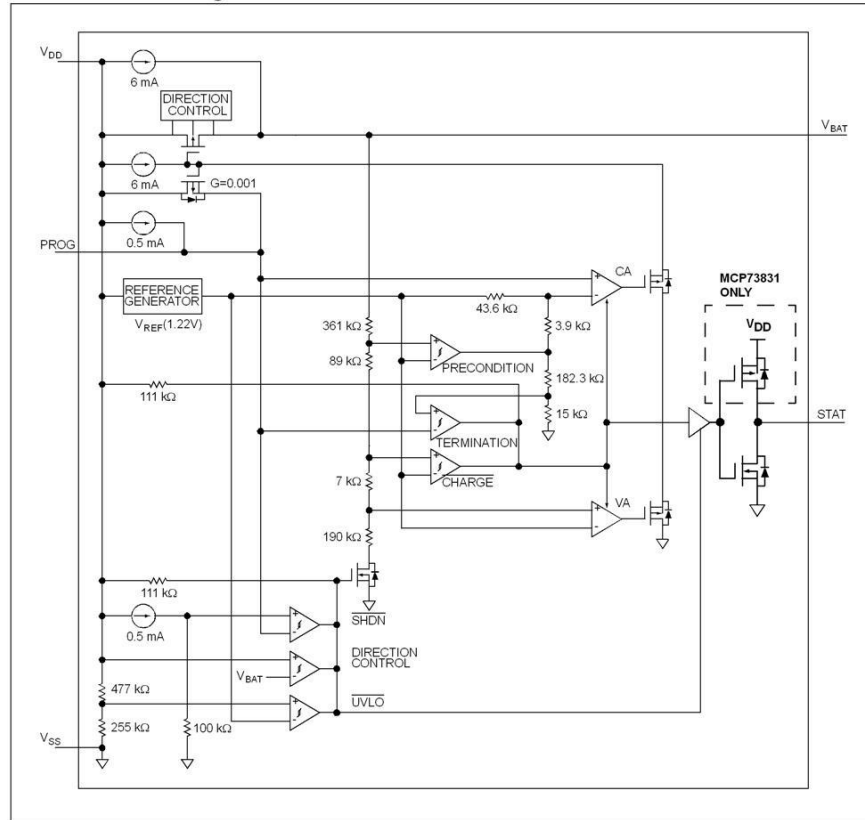 VDD
6 mA
DIRECTION
CONTROL
VBAT
6 mA
G=0.001
0.5 mA
PROG
REFERENCE
GENERATOR
VREF(1.22V)
43.6 kΩ
+
-
CA
MCP73831
ONLY
VDD
361 kΩ
3.9 kΩ
89 kΩ
+
-
PRECONDITION
182.3 kΩ
111 kΩ
15 kΩ
+
-
TERMINATION
STAT
+
-
CHARGE
7 kΩ
VA
+
-
190 kΩ
111 kΩ
0.5 mA
+
-
SHDN
+
-
DIRECTION
CONTROL
VBAT
477 kΩ
+
-
UVLO
255 kΩ
100 kΩ
VSS